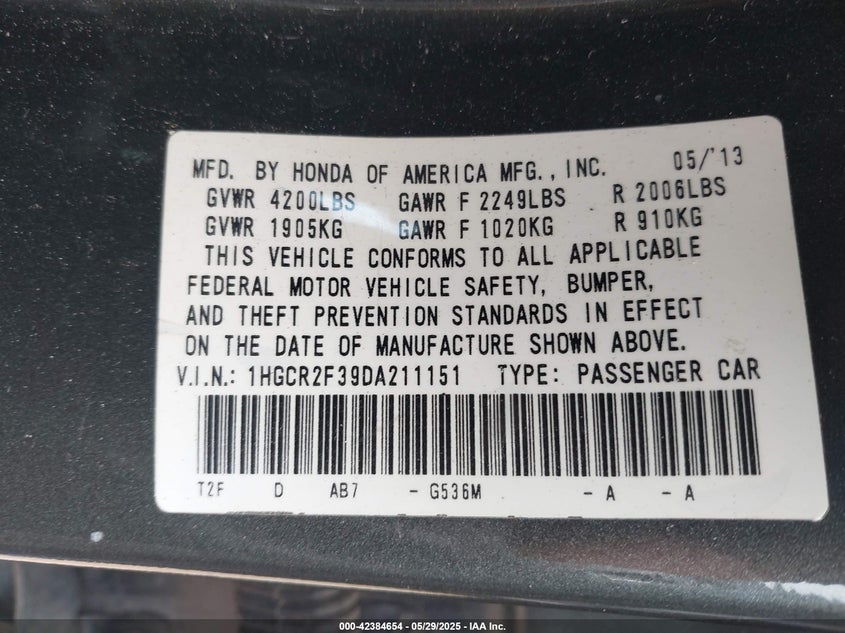 MFD. BY HONDA OF AMERICA MFG., INC. 05/'13
GVWR 4200LBS GAWR F 2249LBS R 2006LBS
GVWR 1905KG GAWR F 1020KG R 910KG
THIS VEHICLE CONFORMS TO ALL APPLICABLE
FEDERAL MOTOR VEHICLE SAFETY, BUMPER,
AND THEFT PREVENTION STANDARDS IN EFFECT
ON THE DATE OF MANUFACTURE SHOWN ABOVE.
V.I.N.: 1HGCR2F39DA211151 TYPE: PASSENGER CAR
T2F D AB7 - G536M - A - A
000-42384654 / 05/29/2025 - IAA Inc.